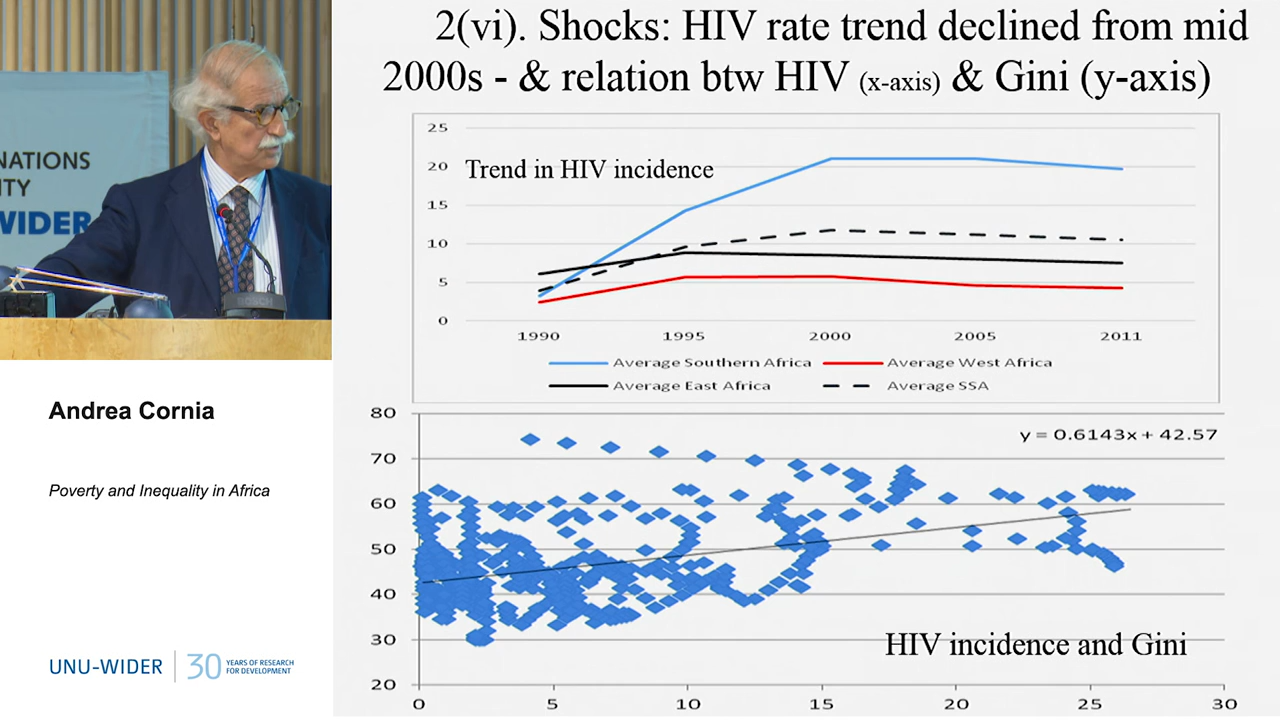 2(vi). Shocks: HIV rate trend declined from mid
2000s - & relation btw HIV (x-axis) & Gini (y-axis)
NATIONS
ITY
WIDER
Andrea Cornia
Poverty and Inequality in Africa
UNU-WIDER
30
YEARS OF RESEARCH
FOR DEVELOPMENT
Trend in HIV incidence
25
20
15
10
5
0
1990 1995 2000 2005 2011
Average Southern Africa Average West Africa
Average East Africa Average SSA
80
y = 0.6143x + 42.57
70
60
50
40
30
20
HIV incidence and Gini
0 5 10 15 20 25 30